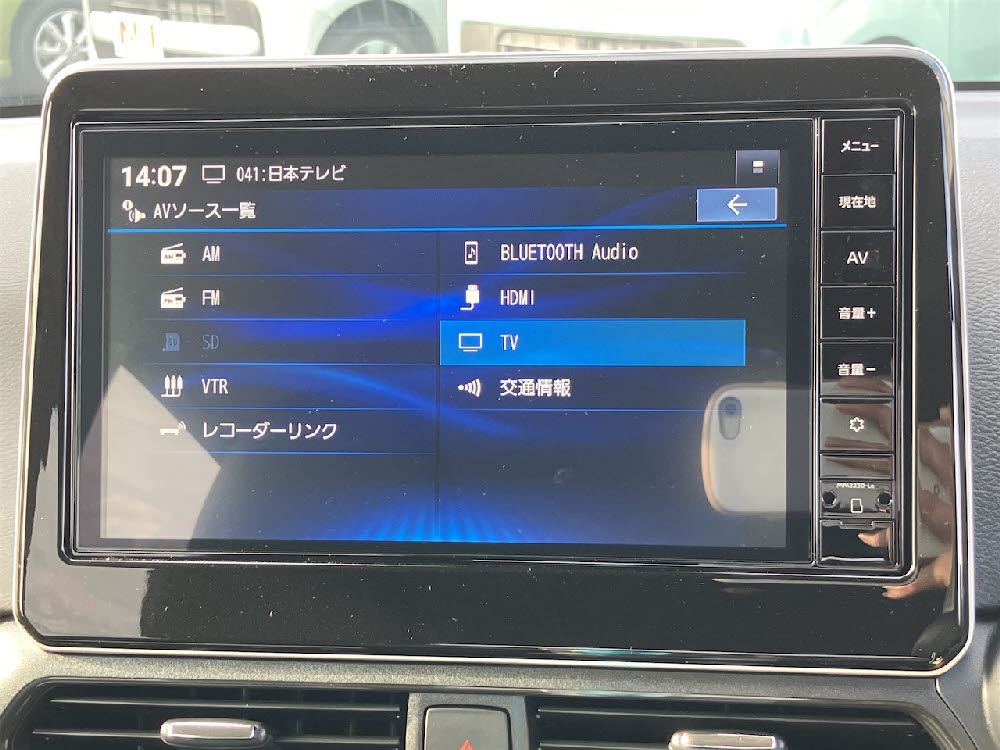 14:07 041:日本テレビ
AVソース一覧
AM
FM
SD
VTR
レコーダーリンク
BLUETOOTH Audio
HDMI
TV
交通情報
メニュー
現在地
AV
音量+
音量-